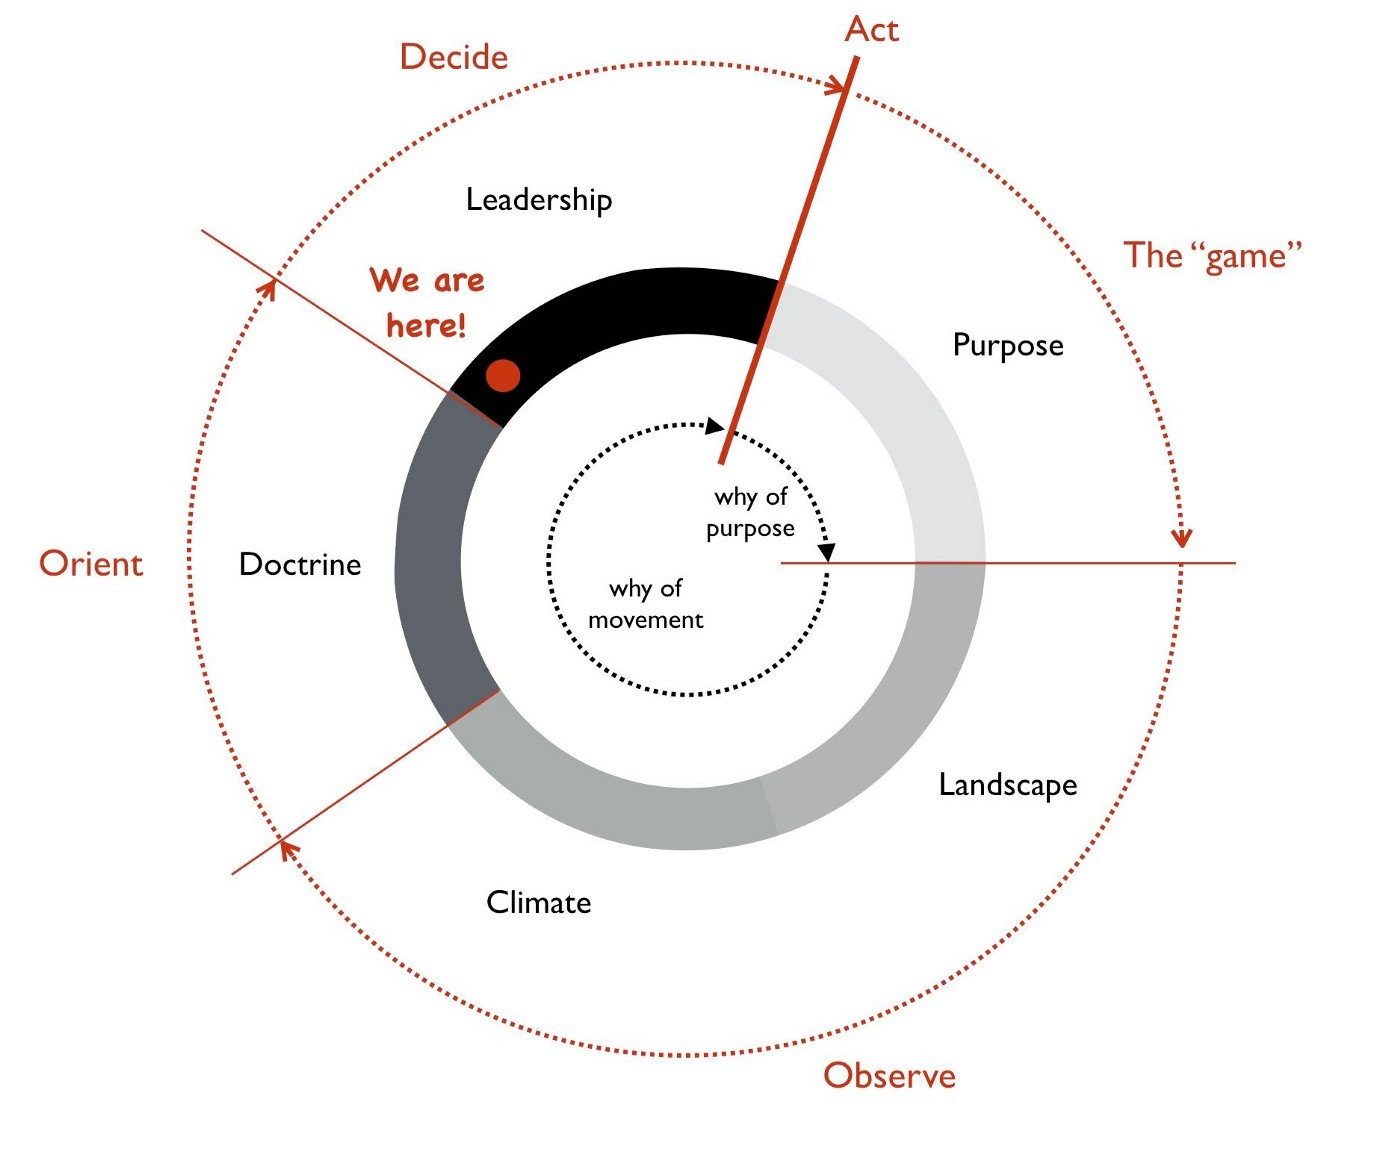 Act
Decide
Leadership
The “game”
We are
here!
Purpose
why of
purpose
Orient
Doctrine
why of
movement
Landscape
Climate
Observe